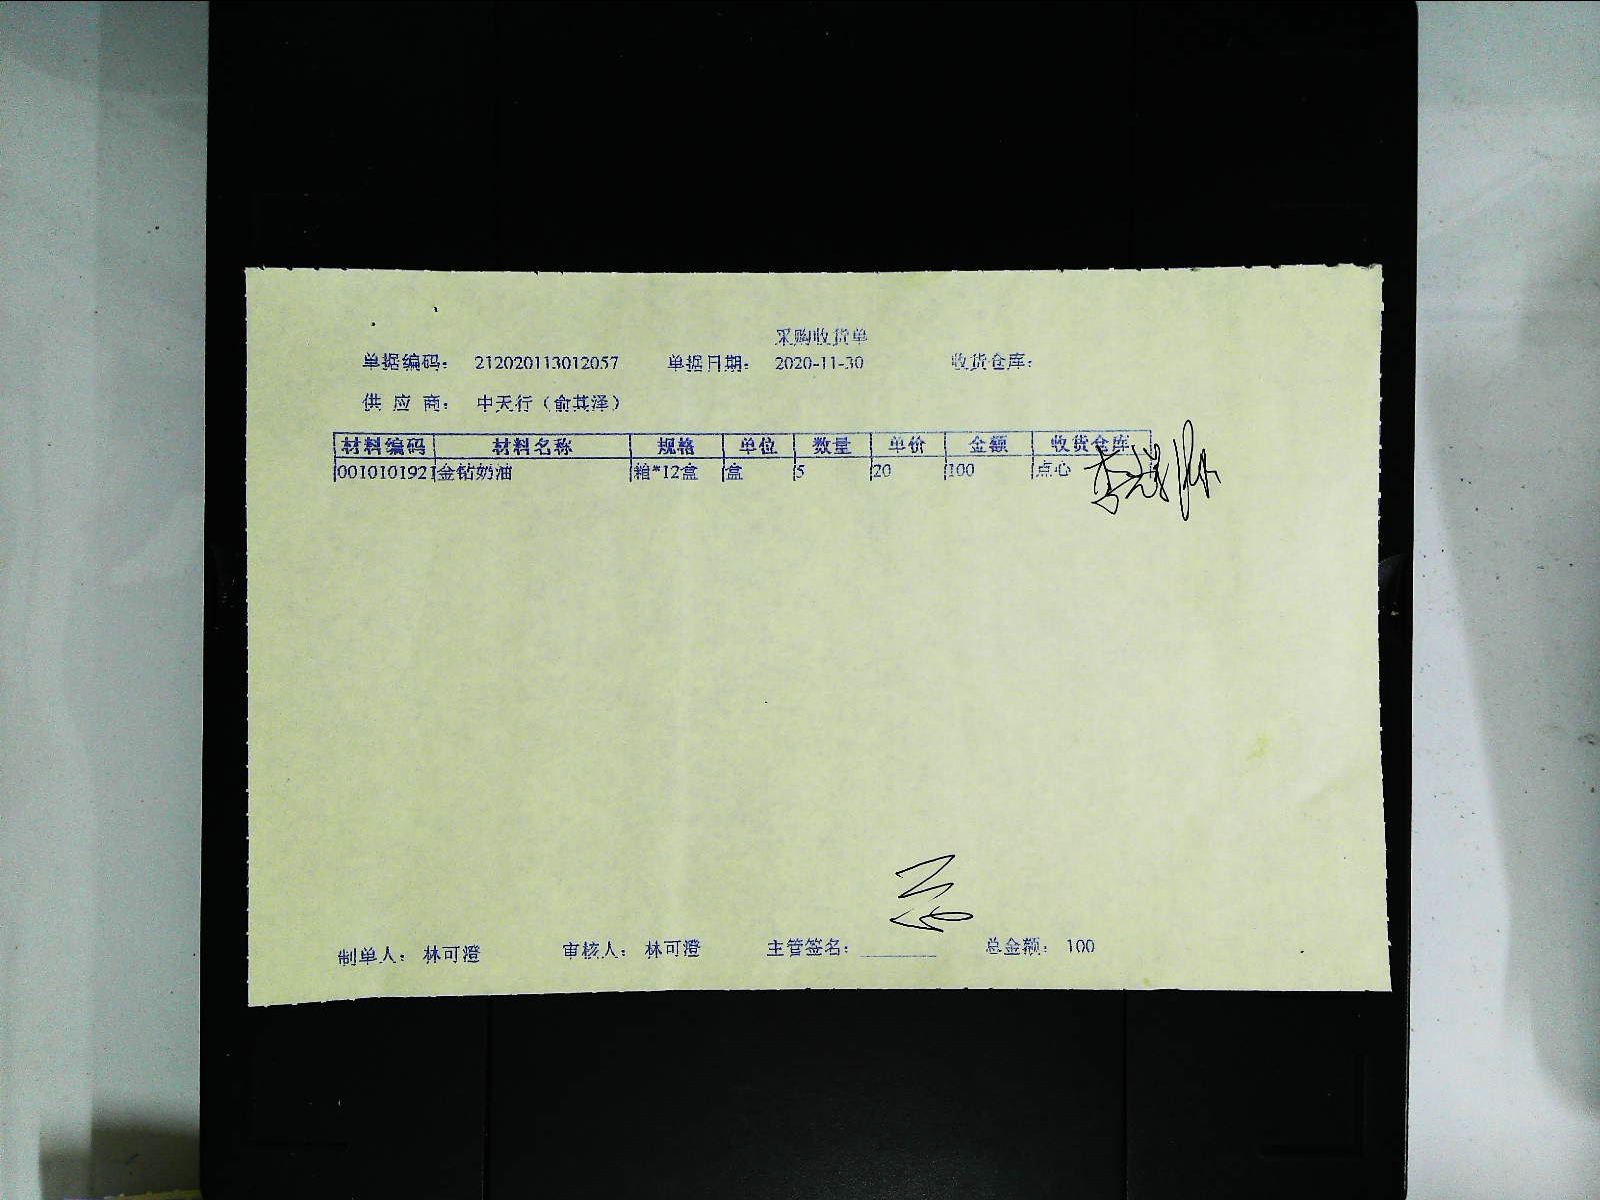 采购收货单
单据编码: 212020113012057 单据日期: 2020-11-30 收货仓库:
供 应 商: 中天行（俞其泽）
材料编码 材料名称 规格 单位 数量 单价 金额 收货仓库
0010101921 金钻奶油 箱*12盒 盒 5 20 100 点心
制单人: 林可澄 审核人: 林可澄 主管签名: 总金额: 100